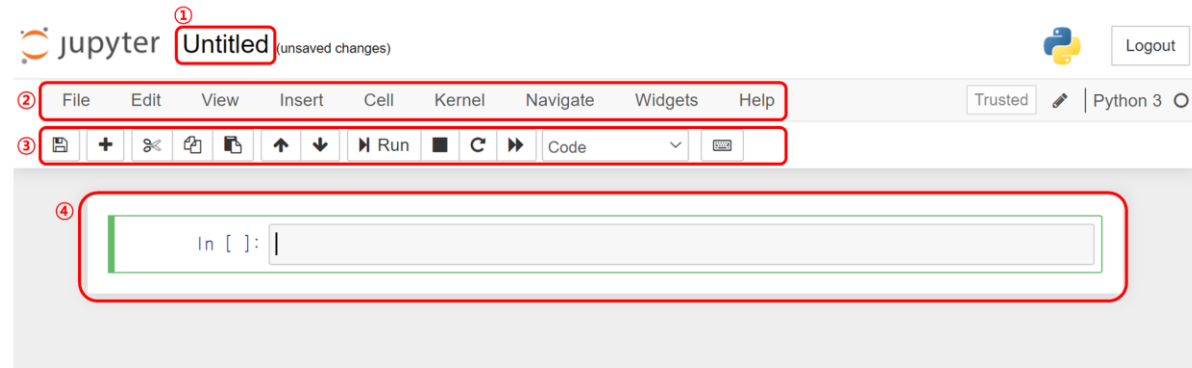 ①
jupyter Untitled (unsaved changes) Logout
② File Edit View Insert Cell Kernel Navigate Widgets Help Trusted Python 3
③ Run Code
④
In [ ]: